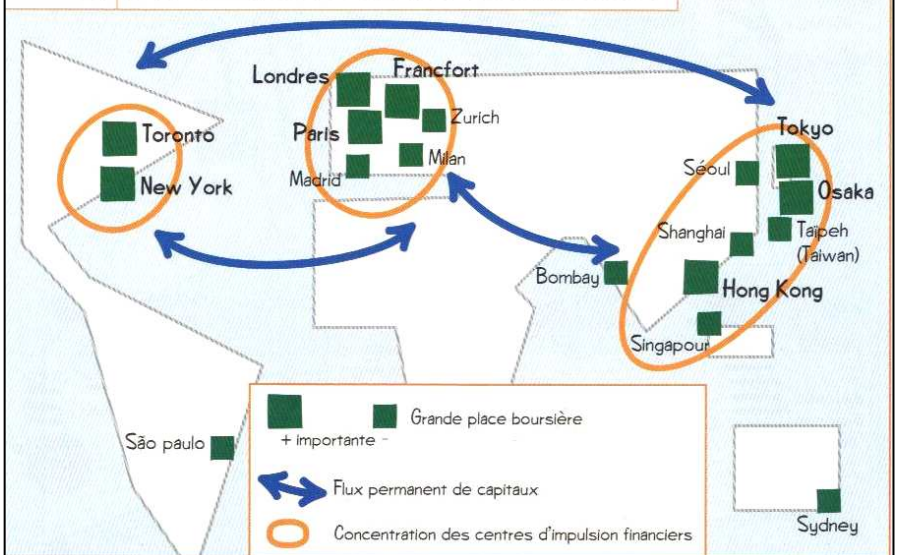 Londres
Francfort
Toronto
Paris
Zurich
Tokyo
Milan
Séoul
New York
Madrid
Osaka
Shanghai
Taïpeh
(Taiwan)
Bombay
Hong Kong
Singapour
São paulo
Grande place boursière
+ importante -
Flux permanent de capitaux
Concentration des centres d'impulsion financiers
Sydney